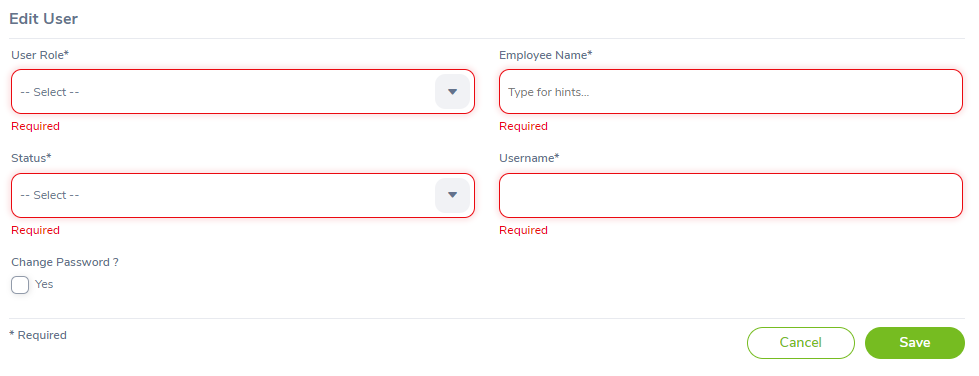 Edit User
User Role*
Employee Name*
-- Select --
Type for hints...
Required
Required
Status*
Username*
-- Select --
Required
Required
Change Password ?
Yes
* Required
Cancel
Save